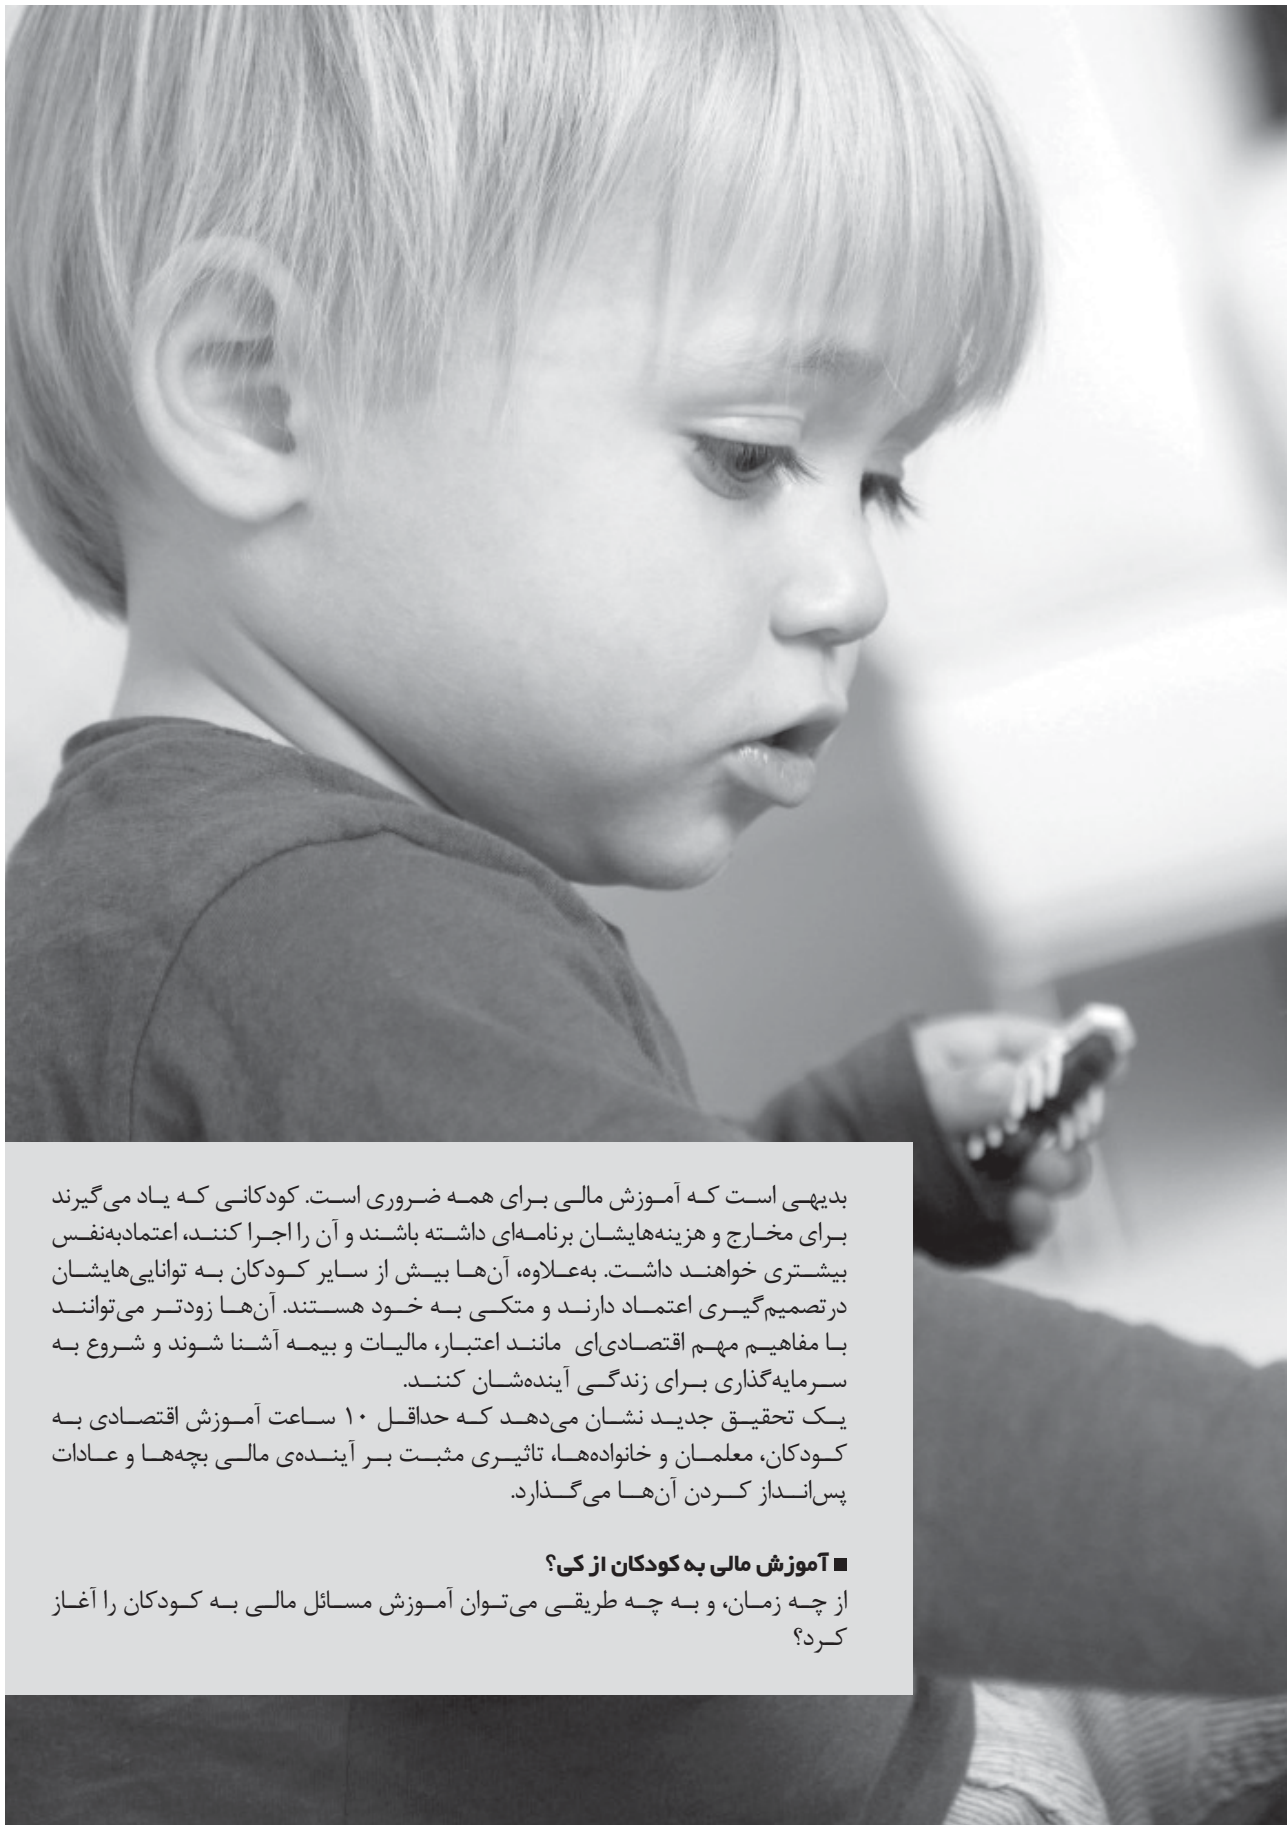 بدیهی است که آموزش مالی برای همه ضروری است. کودکانی که یاد می‌گیرند
برای مخارج و هزینه‌هایشان برنامه‌ای داشته باشند و آن را اجرا کنند، اعتمادبه‌نفس
بیشتری خواهند داشت. به‌علاوه، آن‌ها بیش از سایر کودکان به توانایی‌هایشان
درتصمیم‌گیری اعتماد دارند و متکی به خود هستند. آن‌ها زودتر می‌توانند
با مفاهیم مهم اقتصادی‌ای مانند اعتبار، مالیات و بیمه آشنا شوند و شروع به
سرمایه‌گذاری برای زندگی آینده‌شان کنند.
یک تحقیق جدید نشان می‌دهد که حداقل ۱۰ ساعت آموزش اقتصادی به
کودکان، معلمان و خانواده‌ها، تاثیری مثبت بر آینده‌ی مالی بچه‌ها و عادات
پس‌انداز کردن آن‌ها می‌گذارد.
■ آموزش مالی به کودکان از کی؟
از چه زمان، و به چه طریقی می‌توان آموزش مسائل مالی به کودکان را آغاز
کرد؟